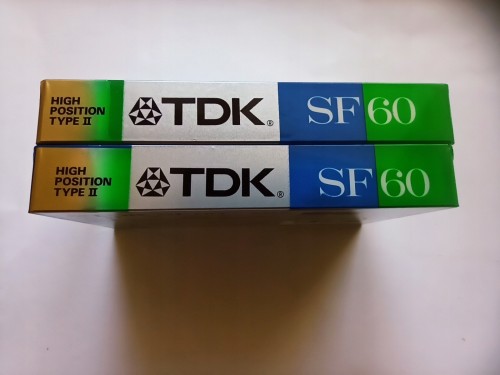 HIGH
POSITION
TYPE II
TDK®
SF 60
HIGH
POSITION
TYPE II
TDK®
SF 60